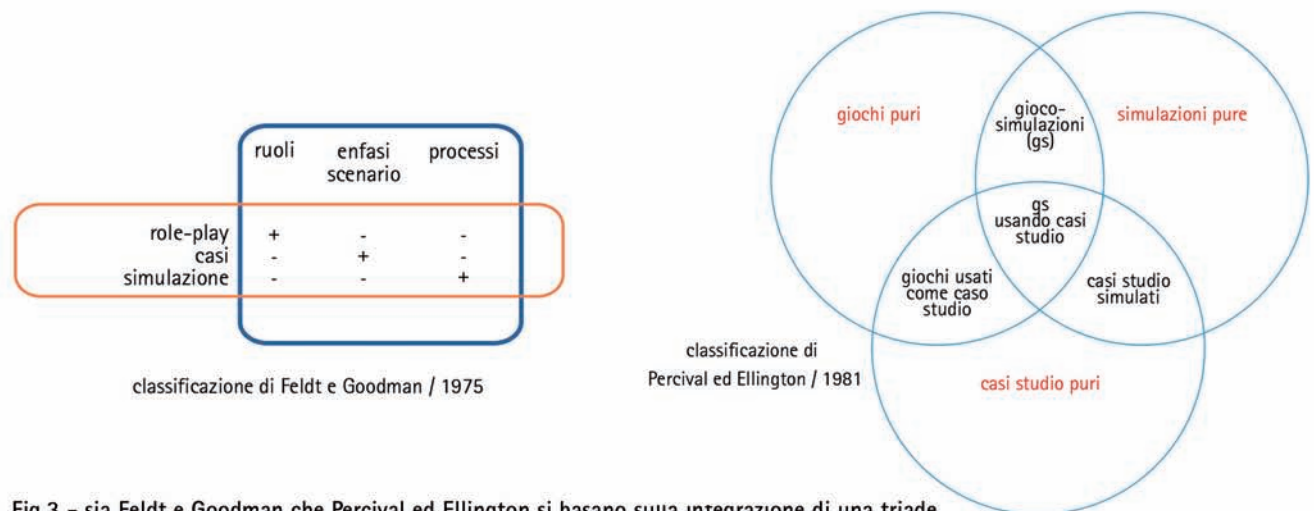 ruoli enfasi processi
scenario
role-play + - -
casi - + -
simulazione - - +
classificazione di Feldt e Goodman / 1975
giochi puri
gioco-
simulazioni
(gs)
simulazioni pure
gs
usando casi
studio
giochi usati
come caso
studio
casi studio
simulati
classificazione di
Percival ed Ellington / 1981
casi studio puri
Fig.3 – sia Feldt e Goodman che Percival ed Ellington si basano sulla integrazione di una triade